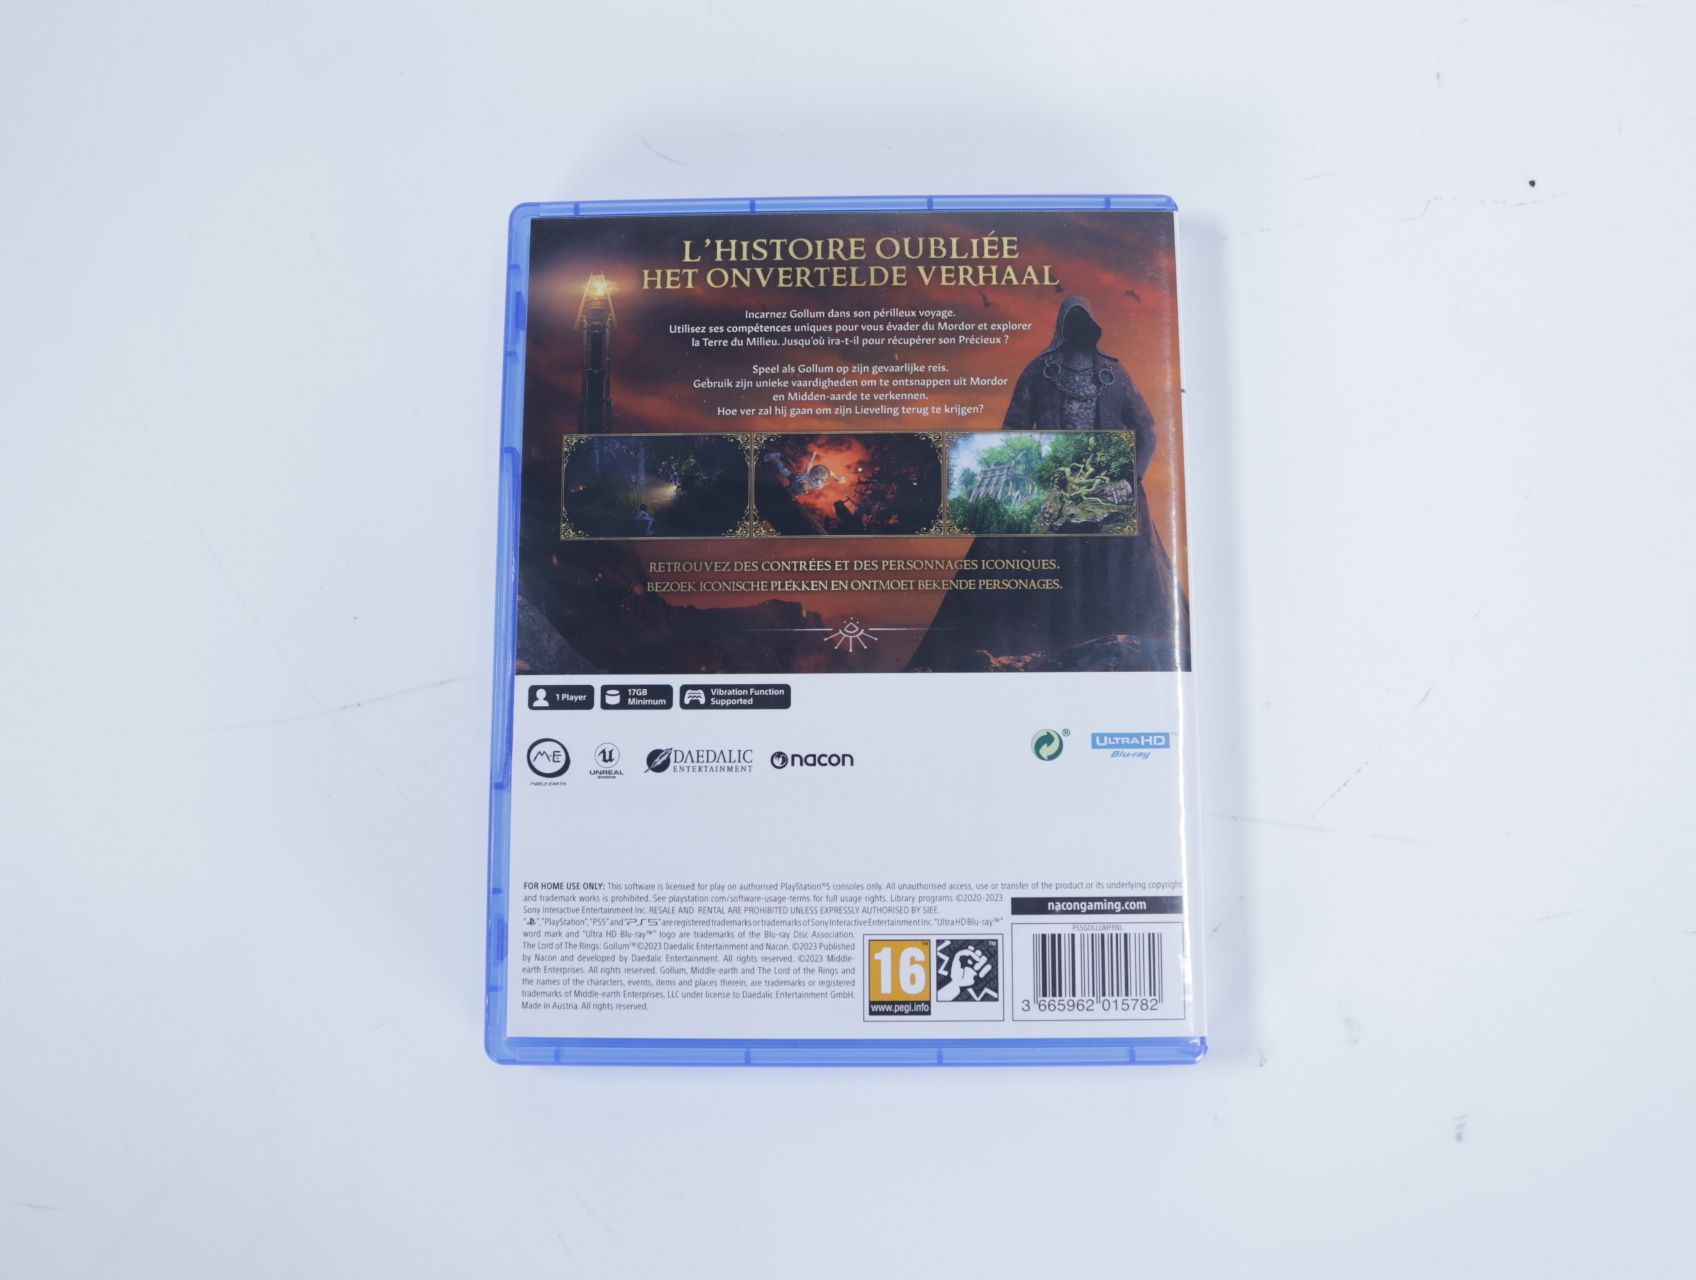 L'HISTOIRE OUBLIÉE
HET ONVERTELDE VERHAAL
Incarnez Gollum dans son périlleux voyage.
Utilisez ses compétences uniques pour vous évader du Mordor et explorer
la Terre du Milieu. Jusqu'où ira-t-il pour récupérer son Précieux ?
Speel als Gollum op zijn gevaarlijke reis.
Gebruik zijn unieke vaardigheden om te ontsnappen uit Mordor
en Midden-aarde te verkennen.
Hoe ver zal hij gaan om zijn Lieveling terug te krijgen?
RETROUVEZ DES CONTRÉES ET DES PERSONNAGES ICONIQUES.
BEZOEK ICONISCHE PLEKKEN EN ONTMOET BEKENDE PERSONAGES.
1 Player
17GB
Minimum
Vibration Function
Supported
M-E
MIDDLE-EARTH
UNREAL
ENGINE
DAEDALIC
ENTERTAINMENT
nacon
®
ULTRA HD™
Blu-ray
FOR HOME USE ONLY: This software is licensed for play on authorised PlayStation®5 consoles only. All unauthorised access, use or transfer of the product or its underlying copyright
and trademark works is prohibited. See playstation.com/software-usage-terms for full usage rights. Library programs ©2020-2023
Sony Interactive Entertainment Inc. RESALE AND RENTAL ARE PROHIBITED UNLESS EXPRESSLY AUTHORISED BY SIEE.
" ", "PlayStation", "PS5" and "PS5" are registered trademarks or trademarks of Sony Interactive Entertainment Inc. "Ultra HD Blu-ray™"
word mark and "Ultra HD Blu-ray™" logo are trademarks of the Blu-ray Disc Association.
The Lord of The Rings: Gollum™ ©2023 Daedalic Entertainment and Nacon. ©2023 Published
by Nacon and developed by Daedalic Entertainment. All rights reserved. ©2023 Middle-
earth Enterprises. All rights reserved. Gollum, Middle-earth and The Lord of the Rings and
the names of the characters, events, items and places therein, are trademarks or registered
trademarks of Middle-earth Enterprises, LLC under license to Daedalic Entertainment GmbH.
Made in Austria. All rights reserved.
16™
www.pegi.info
™
nacongaming.com
PS5GOLLUMFRNL
3 665962 015782